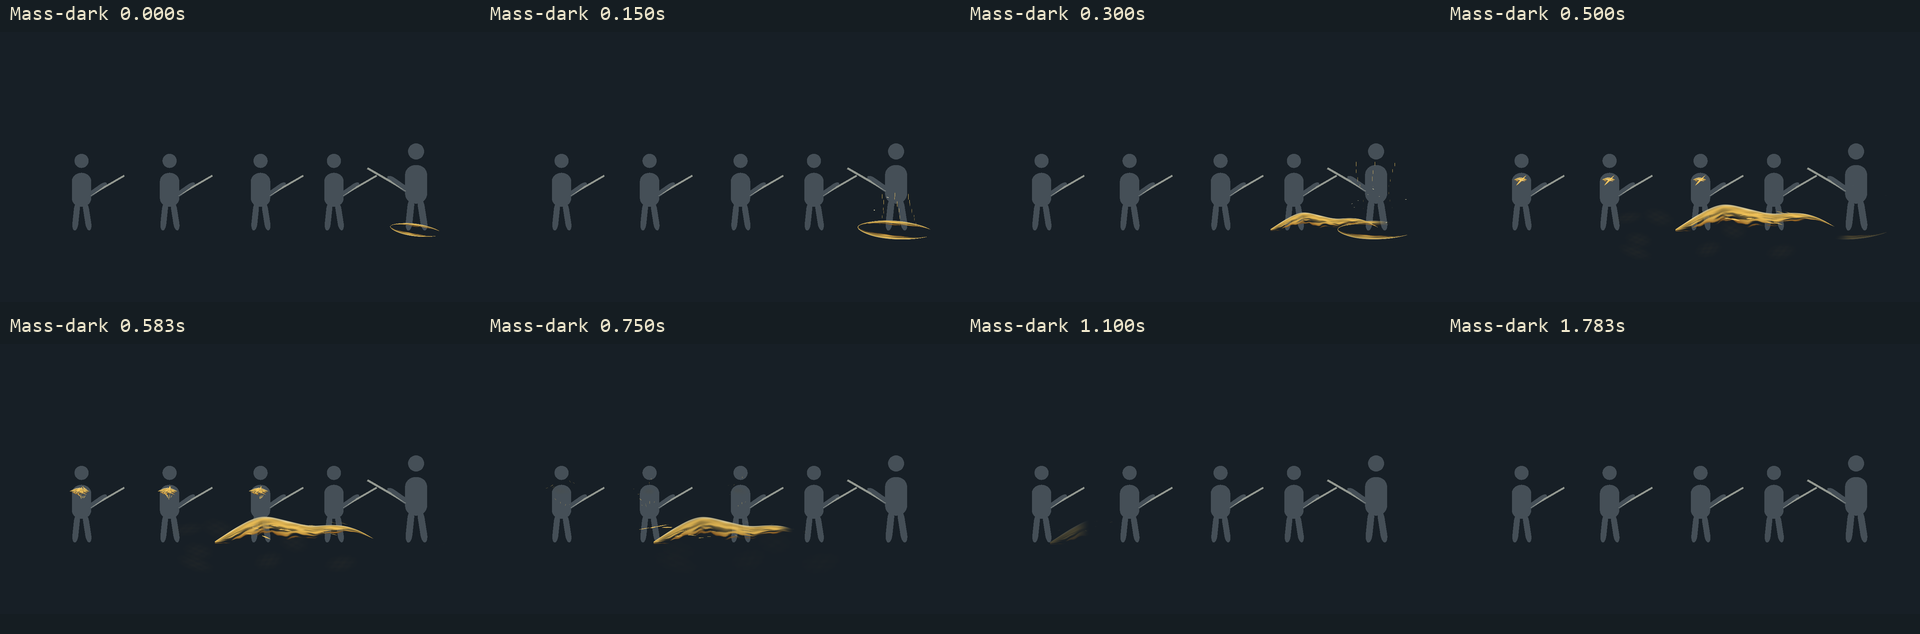 Mass-dark 0.000s
Mass-dark 0.150s
Mass-dark 0.300s
Mass-dark 0.500s
Mass-dark 0.583s
Mass-dark 0.750s
Mass-dark 1.100s
Mass-dark 1.783s